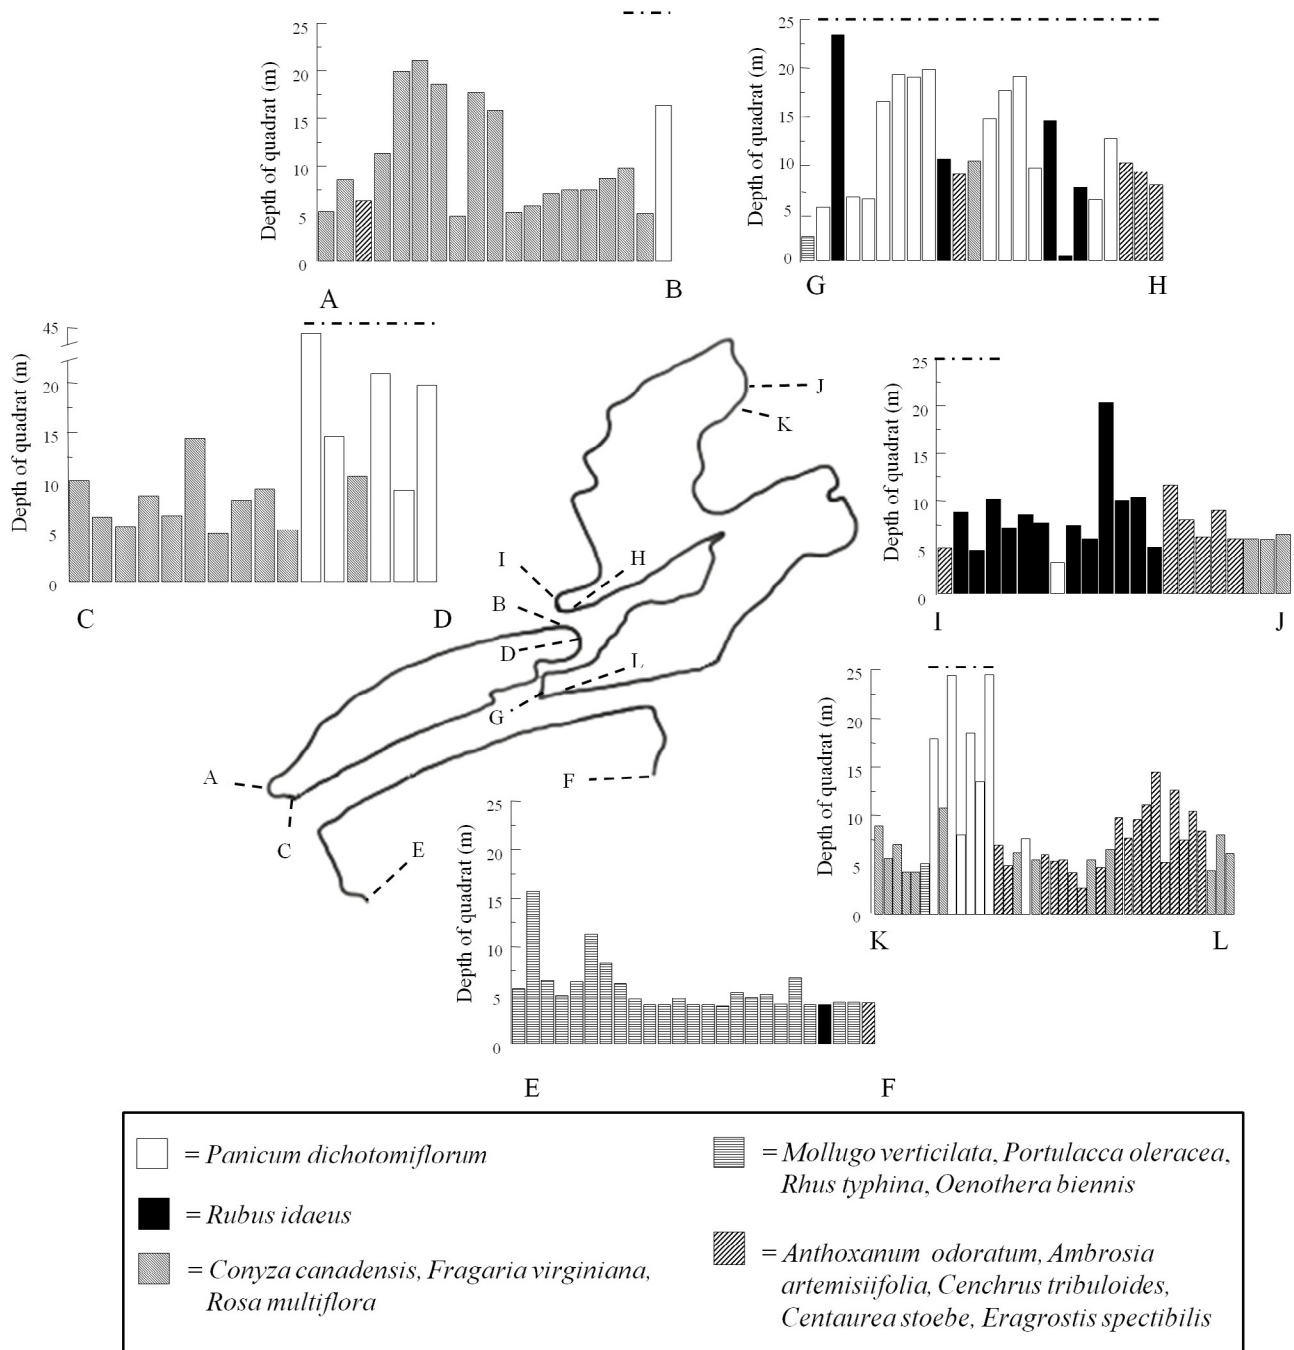 25
20
15
10
5
0
Depth of quadrat (m)
A
B
25
20
15
10
5
0
Depth of quadrat (m)
G
H
45
20
15
10
5
0
Depth of quadrat (m)
C
D
25
25
20
15
10
5
0
Depth of quadrat (m)
I
J
J
K
I
H
B
D
L
G
A
F
C
E
25
20
15
10
5
0
Depth of quadrat (m)
K
L
25
20
15
10
5
0
Depth of quadrat (m)
E
F
= Panicum dichotomiflorum
= Rubus idaeus
= Conyza canadensis, Fragaria virginiana,
Rosa multiflora
= Mollugo verticilata, Portulacca oleracea,
Rhus typhina, Oenothera biennis
= Anthoxanum odoratum, Ambrosia
artemisiifolia, Cenchrus tribuloides,
Centaurea stoebe, Eragrostis spectibilis